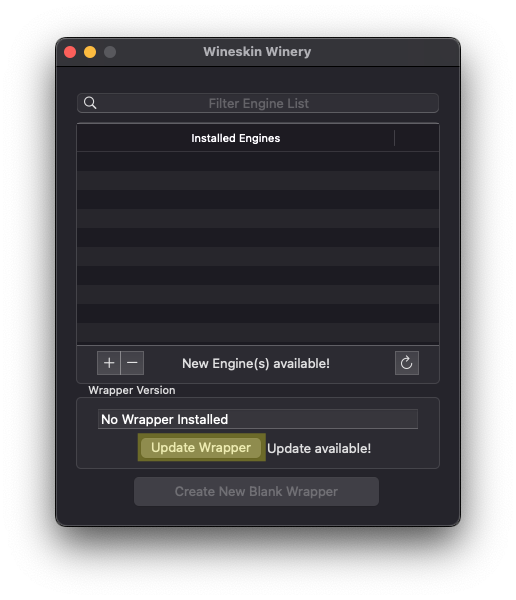 Wineskin Winery
Filter Engine List
Installed Engines
New Engine(s) available!
Wrapper Version
No Wrapper Installed
Update Wrapper Update available!
Create New Blank Wrapper